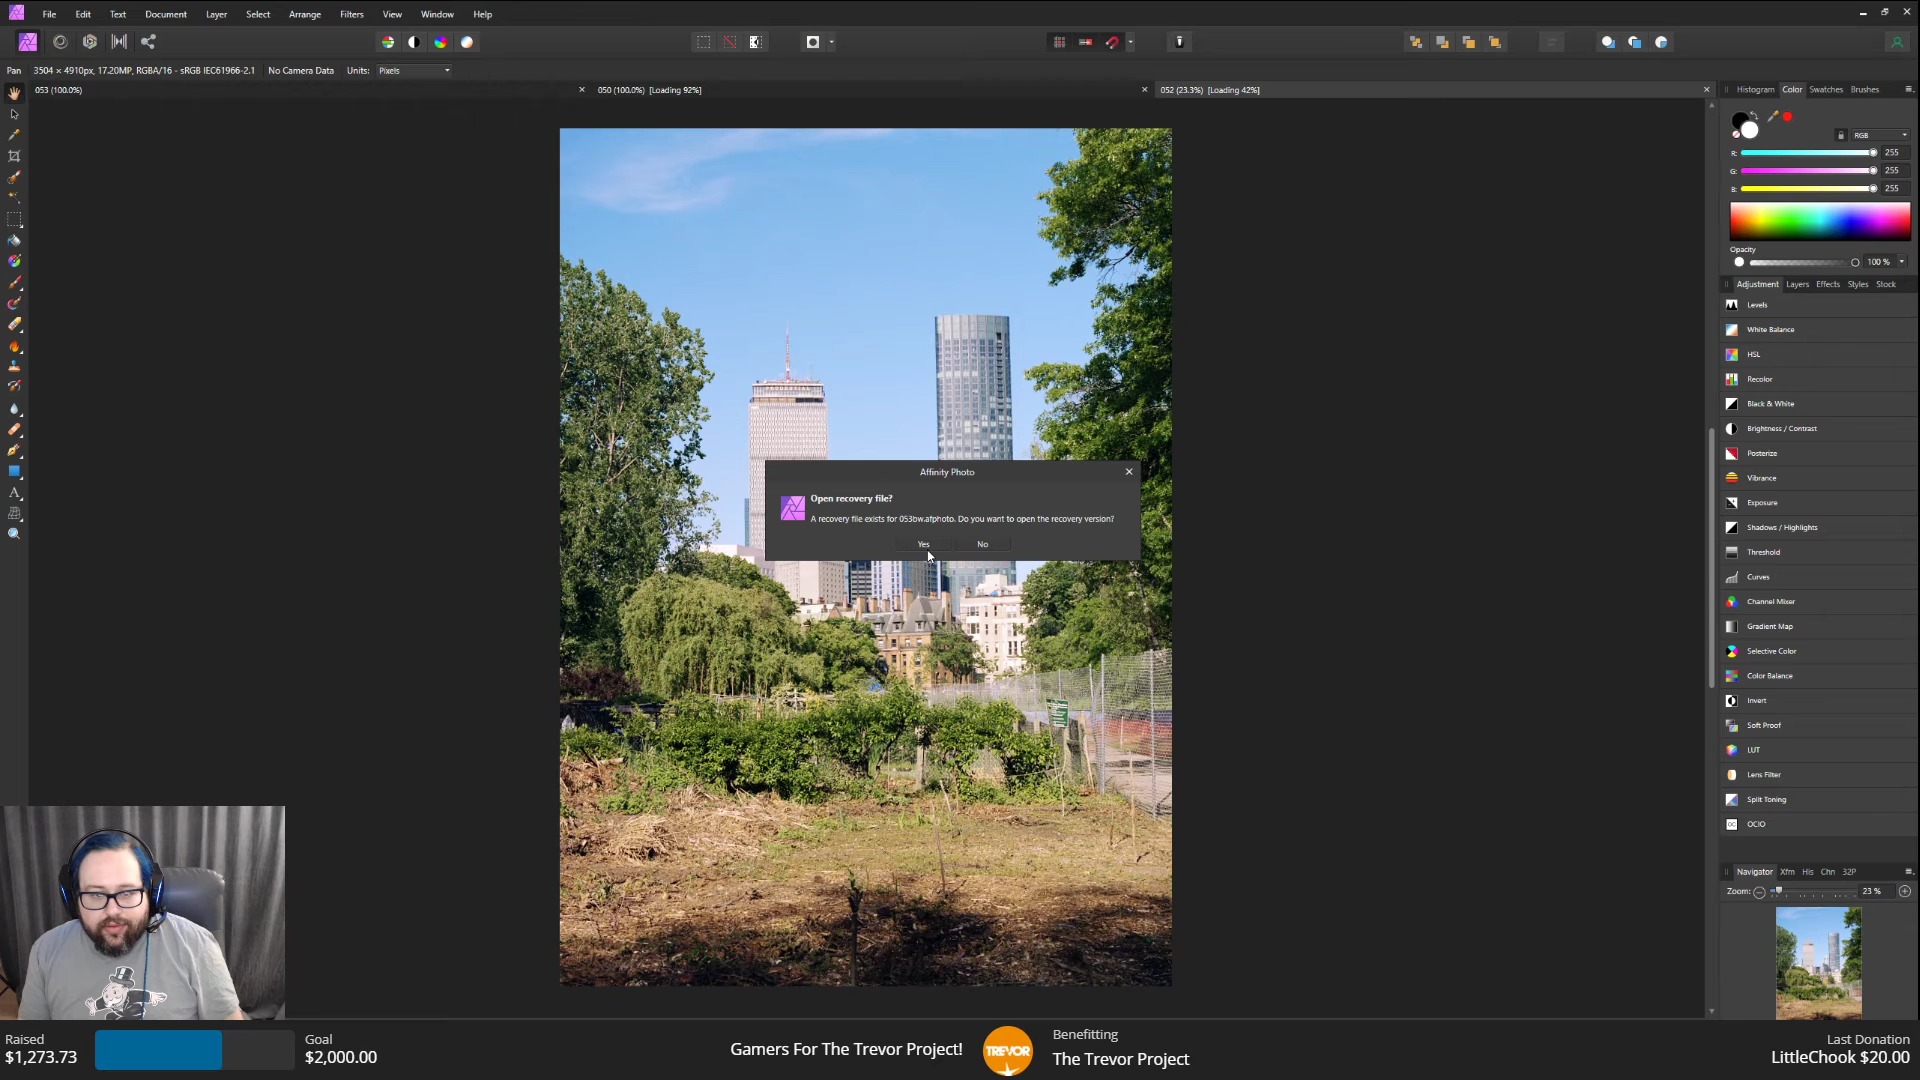 File Edit Text Document Layer Select Arrange Filters View Window Help
Pan 3504 × 4910px, 17.20MP, RGBA/16 - sRGB IEC61966-2.1 No Camera Data Units: Pixels
053 (100.0%) 050 (100.0%) [Loading 92%] 052 (23.3%) [Loading 42%]
Histogram Color Swatches Brushes
RGB
R: 255
G: 255
B: 255
Opacity
100 %
Adjustment Layers Effects Styles Stock
Levels
White Balance
HSL
Recolor
Black & White
Brightness / Contrast
Posterize
Vibrance
Exposure
Shadows / Highlights
Threshold
Curves
Channel Mixer
Gradient Map
Selective Color
Color Balance
Invert
Soft Proof
LUT
Lens Filter
Split Toning
OCIO
Affinity Photo
Open recovery file?
A recovery file exists for 053bw.afphoto. Do you want to open the recovery version?
Yes No
Navigator Xfm His Chn 32P
Zoom: 23 %
Raised
$1,273.73
Goal
$2,000.00
Gamers For The Trevor Project!
TREVOR
Benefitting
The Trevor Project
Last Donation
LittleChook $20.00